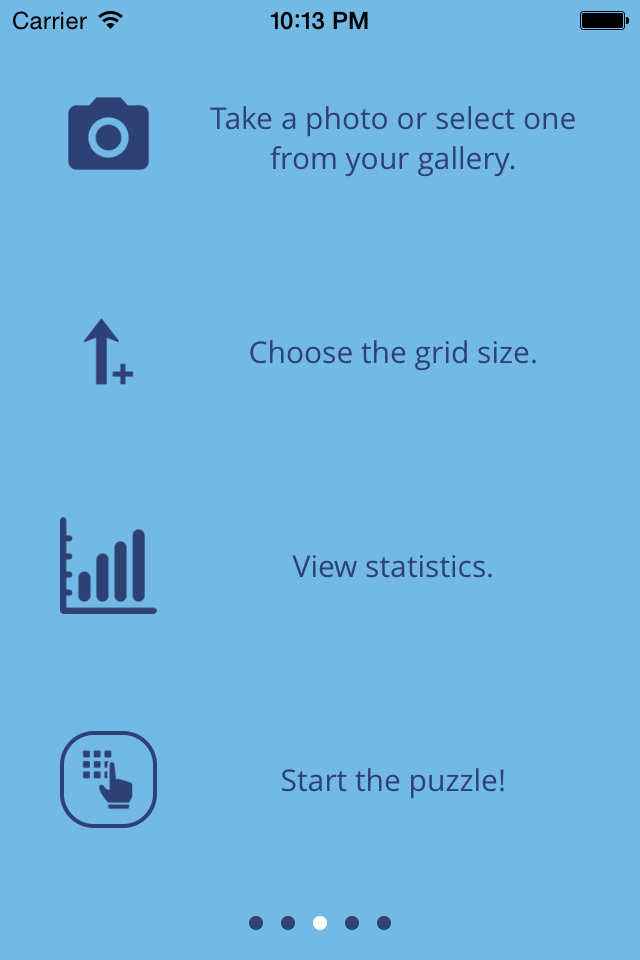 Carrier 10:13 PM
Take a photo or select one
from your gallery.
Choose the grid size.
View statistics.
Start the puzzle!